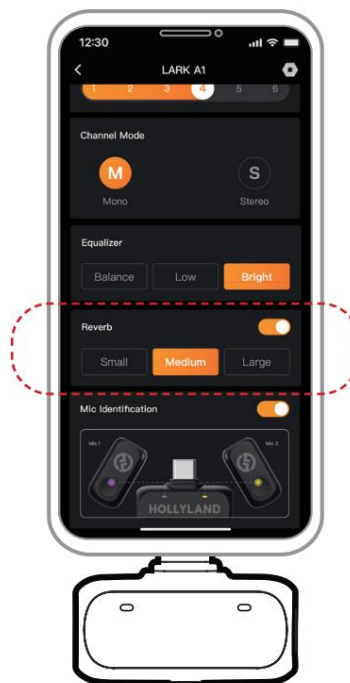 12:30
LARK A1
1 2 3 4 5 6
Channel Mode
M S
Mono Stereo
Equalizer
Balance Low Bright
Reverb
Small Medium Large
Mic Identification
Mic 1 Mic 2
HOLLYLAND